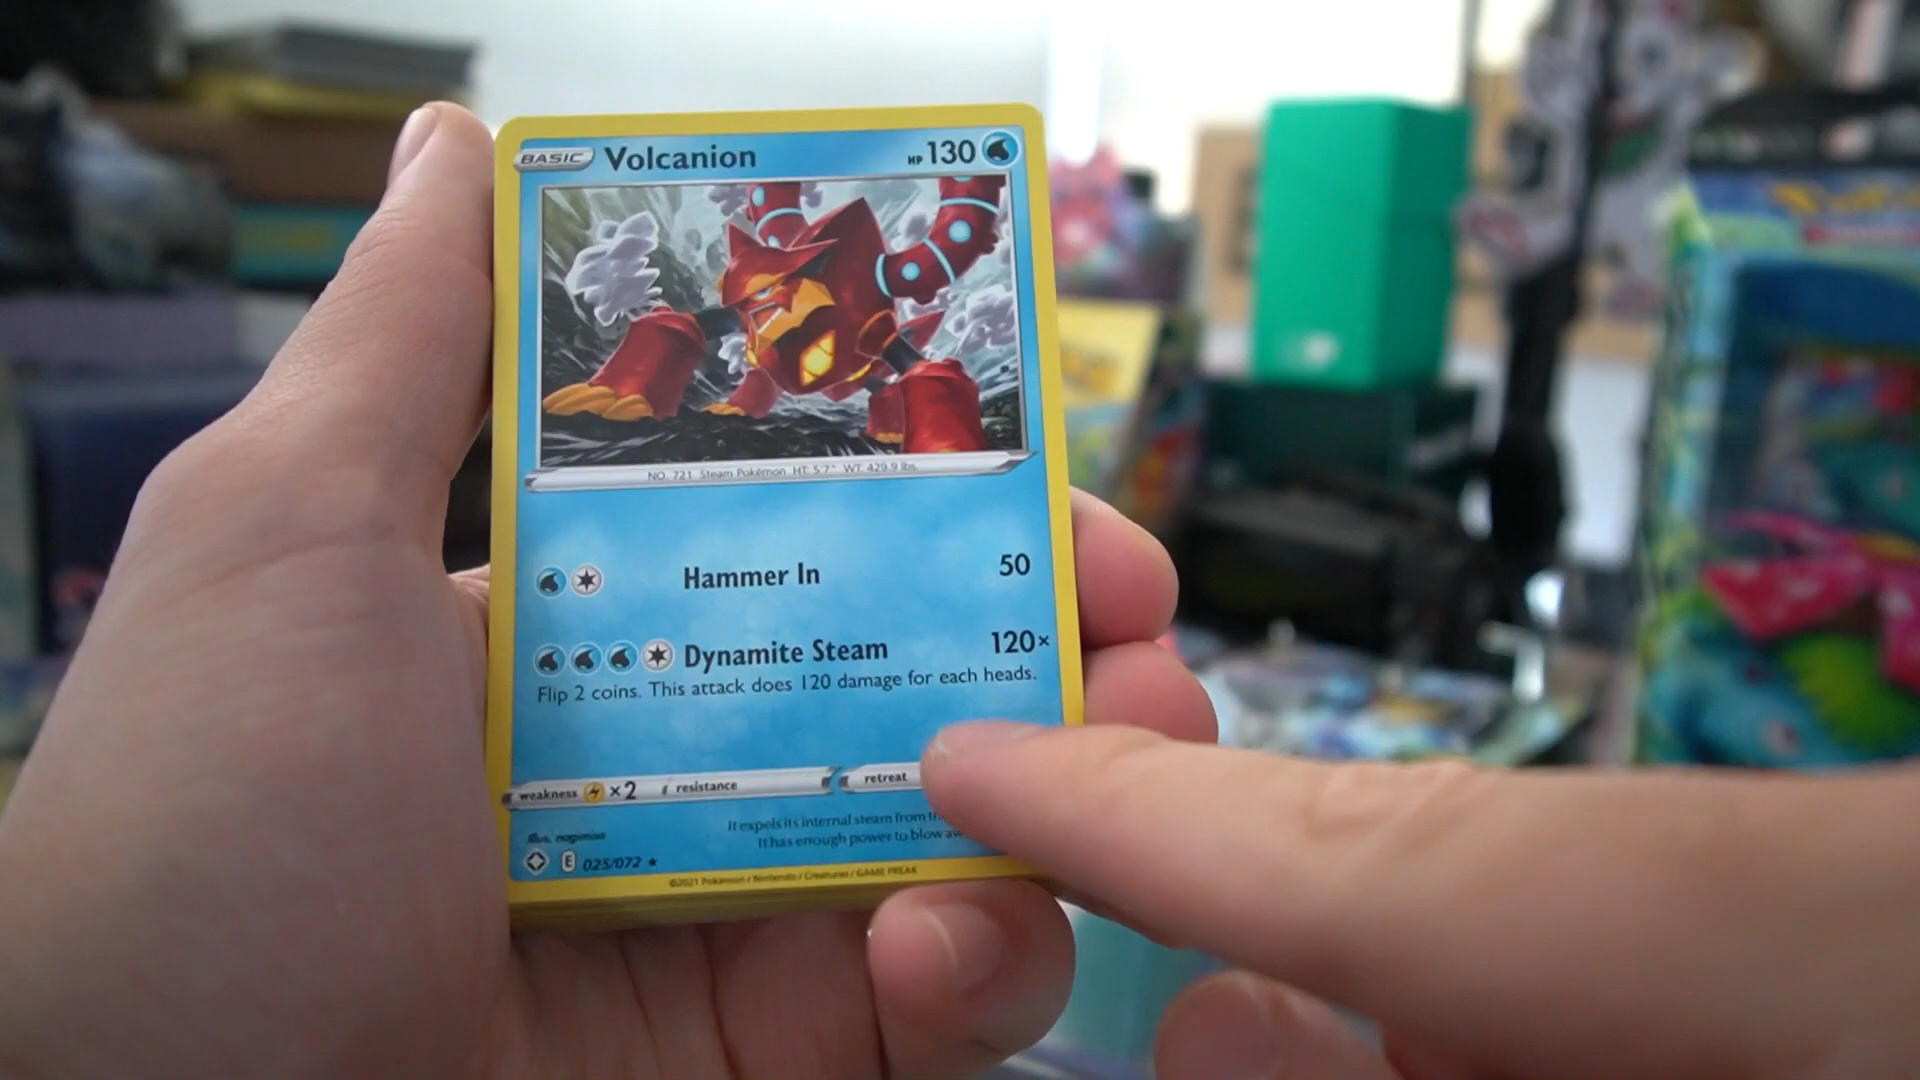 BASIC Volcanion HP 130
NO. 721 Steam Pokémon HT: 5'7" WT: 429.9 lbs.
Hammer In 50
Dynamite Steam 120×
Flip 2 coins. This attack does 120 damage for each heads.
weakness ×2 resistance retreat
It expels its internal steam from
It has enough power to blow
Illus. nagimiso
E 025/072 ★
©2021 Pokémon / Nintendo / Creatures / GAME FREAK